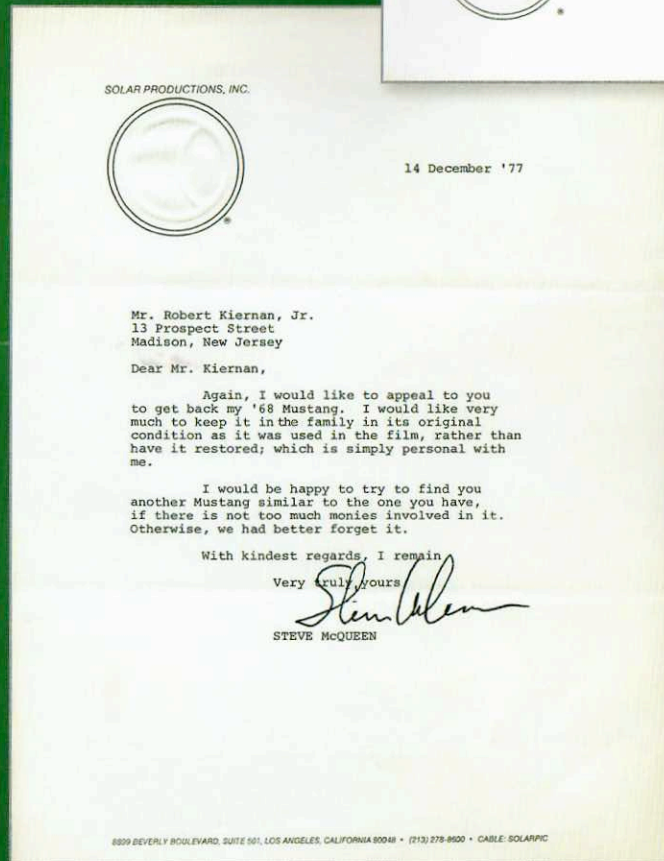 SOLAR PRODUCTIONS, INC.
14 December '77
Mr. Robert Kiernan, Jr.
13 Prospect Street
Madison, New Jersey
Dear Mr. Kiernan,
Again, I would like to appeal to you
to get back my '68 Mustang. I would like very
much to keep it in the family in its original
condition as it was used in the film, rather than
have it restored; which is simply personal with
me.
I would be happy to try to find you
another Mustang similar to the one you have,
if there is not too much monies involved in it.
Otherwise, we had better forget it.
With kindest regards, I remain
Very truly yours
STEVE McQUEEN
BEVERLY BOULEVARD, SUITE 501, LOS ANGELES, CALIFORNIA 90048 • (213) 278-8600 • CABLE: SOLARPIC